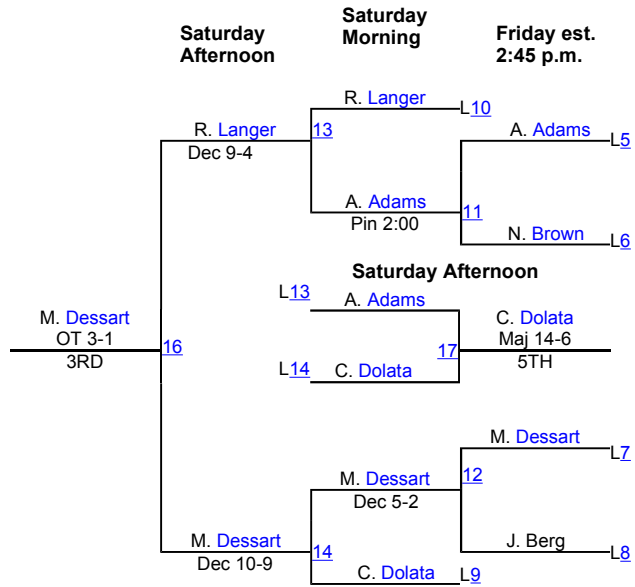 Saturday
Afternoon
Saturday
Morning
Friday est.
2:45 p.m.
R. Langer
L10
R. Langer
13
Dec 9-4
A. Adams
L5
A. Adams
11
Pin 2:00
N. Brown
L6
Saturday Afternoon
L13
A. Adams
M. Dessart
OT 3-1
16
3RD
C. Dolata
Maj 14-6
17
5TH
L14
C. Dolata
M. Dessart
L7
M. Dessart
12
Dec 5-2
M. Dessart
14
Dec 10-9
J. Berg
L8
C. Dolata
L9